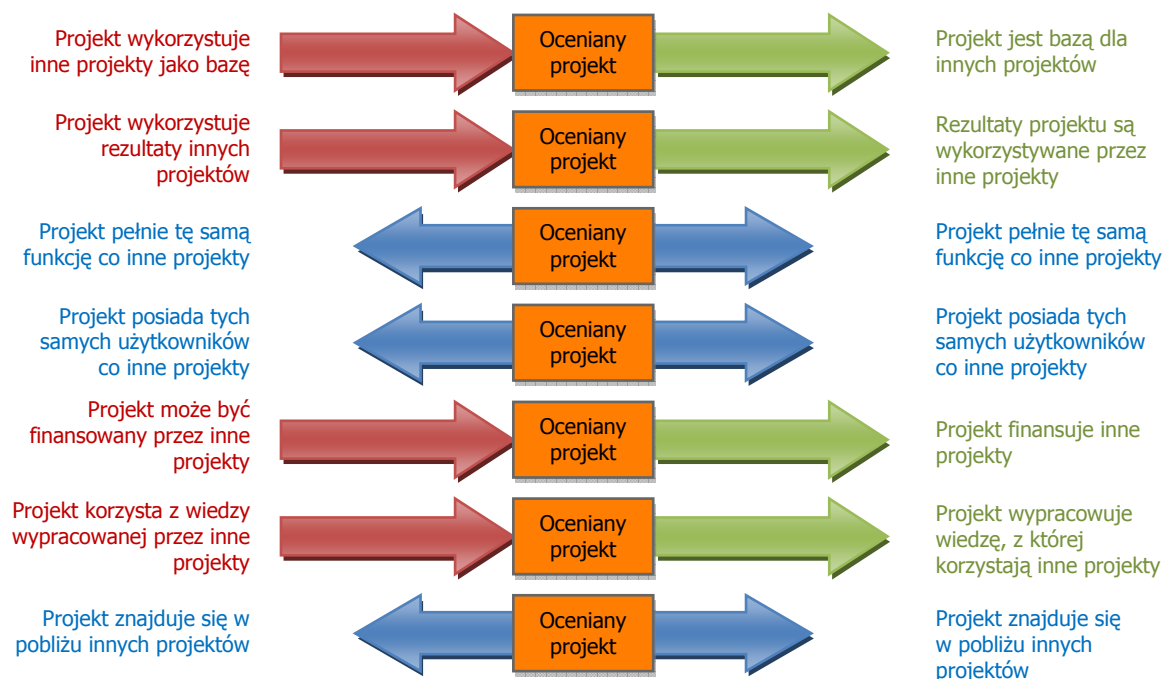 Projekt wykorzystuje
inne projekty jako bazę
Oceniany
projekt
Projekt jest bazą dla
innych projektów
Projekt wykorzystuje
rezultaty innych
projektów
Oceniany
projekt
Rezultaty projektu są
wykorzystywane przez
inne projekty
Projekt pełnie tę samą
funkcję co inne projekty
Oceniany
projekt
Projekt pełnie tę samą
funkcję co inne projekty
Projekt posiada tych
samych użytkowników
co inne projekty
Oceniany
projekt
Projekt posiada tych
samych użytkowników
co inne projekty
Projekt może być
finansowany przez inne
projekty
Oceniany
projekt
Projekt finansuje inne
projekty
Projekt korzysta z wiedzy
wypracowanej przez inne
projekty
Oceniany
projekt
Projekt wypracowuje
wiedzę, z której
korzystają inne projekty
Projekt znajduje się w
pobliżu innych projektów
Oceniany
projekt
Projekt znajduje się
w pobliżu innych
projektów